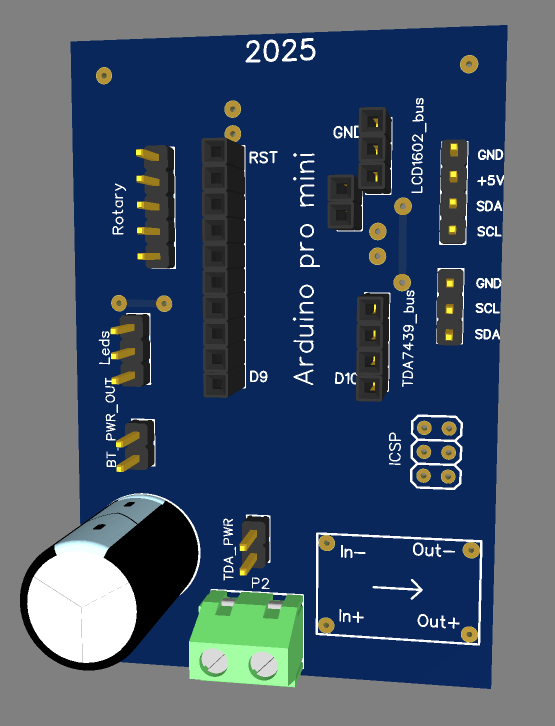 2025
GND
LCD1602_bus
RST
GND
+5V
SDA
SCL
Rotary
Arduino pro mini
GND
SCL
SDA
Leds
TDA7439_bus
D9
D10
BT_PWR_OUT
ICSP
TDA_PWR
P2
In-
Out-
In+
Out+